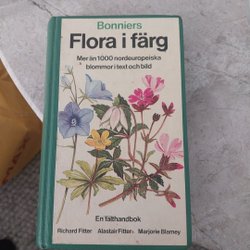 Bonniers
Flora i färg
Mer än 1000 nordeuropeiska
blommor i text och bild
En fälthandbok
Richard Fitter Alastair Fitter Marjorie Blamey